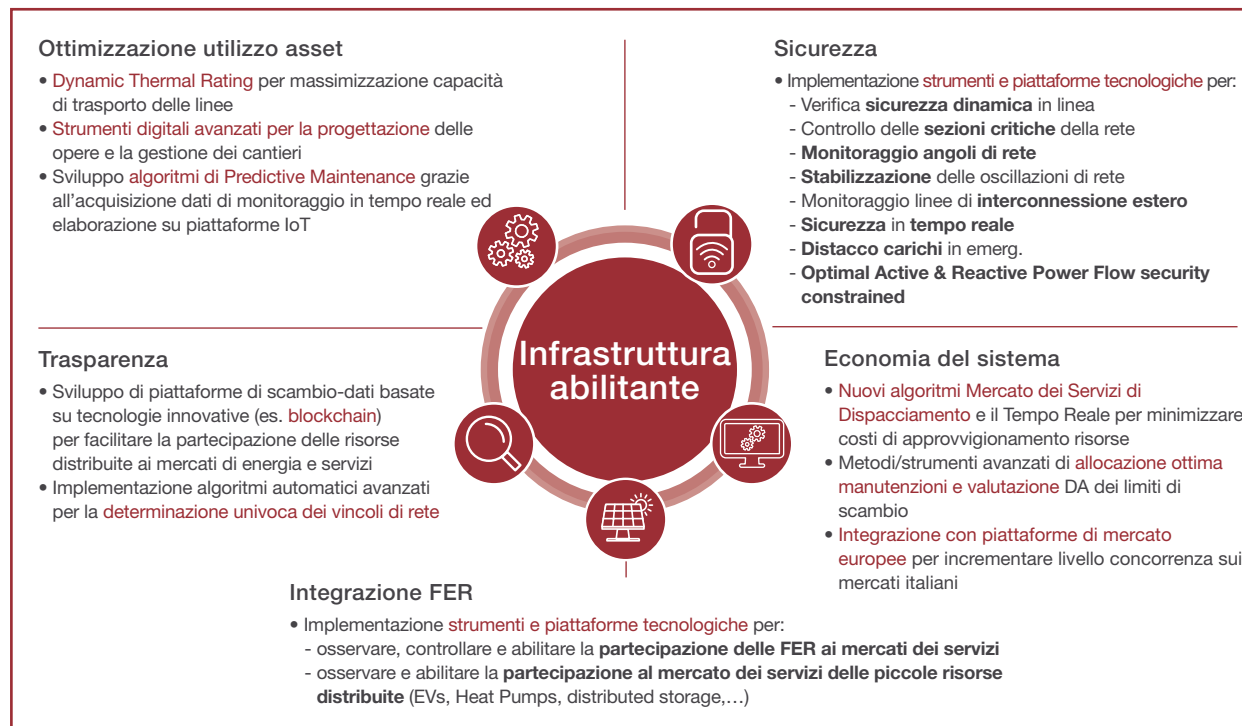 Ottimizzazione utilizzo asset
• Dynamic Thermal Rating per massimizzazione capacità
di trasporto delle linee
• Strumenti digitali avanzati per la progettazione delle
opere e la gestione dei cantieri
• Sviluppo algoritmi di Predictive Maintenance grazie
all'acquisizione dati di monitoraggio in tempo reale ed
elaborazione su piattaforme IoT
Sicurezza
• Implementazione strumenti e piattaforme tecnologiche per:
- Verifica sicurezza dinamica in linea
- Controllo delle sezioni critiche della rete
- Monitoraggio angoli di rete
- Stabilizzazione delle oscillazioni di rete
- Monitoraggio linee di interconnessione estero
- Sicurezza in tempo reale
- Distacco carichi in emerg.
- Optimal Active & Reactive Power Flow security
constrained
Infrastruttura
abilitante
Trasparenza
• Sviluppo di piattaforme di scambio-dati basate
su tecnologie innovative (es. blockchain)
per facilitare la partecipazione delle risorse
distribuite ai mercati di energia e servizi
• Implementazione algoritmi automatici avanzati
per la determinazione univoca dei vincoli di rete
Economia del sistema
• Nuovi algoritmi Mercato dei Servizi di
Dispacciamento e il Tempo Reale per minimizzare
costi di approvvigionamento risorse
• Metodi/strumenti avanzati di allocazione ottima
manutenzioni e valutazione DA dei limiti di
scambio
• Integrazione con piattaforme di mercato
europee per incrementare livello concorrenza sui
mercati italiani
Integrazione FER
• Implementazione strumenti e piattaforme tecnologiche per:
- osservare, controllare e abilitare la partecipazione delle FER ai mercati dei servizi
- osservare e abilitare la partecipazione al mercato dei servizi delle piccole risorse
distribuite (EVs, Heat Pumps, distributed storage,…)